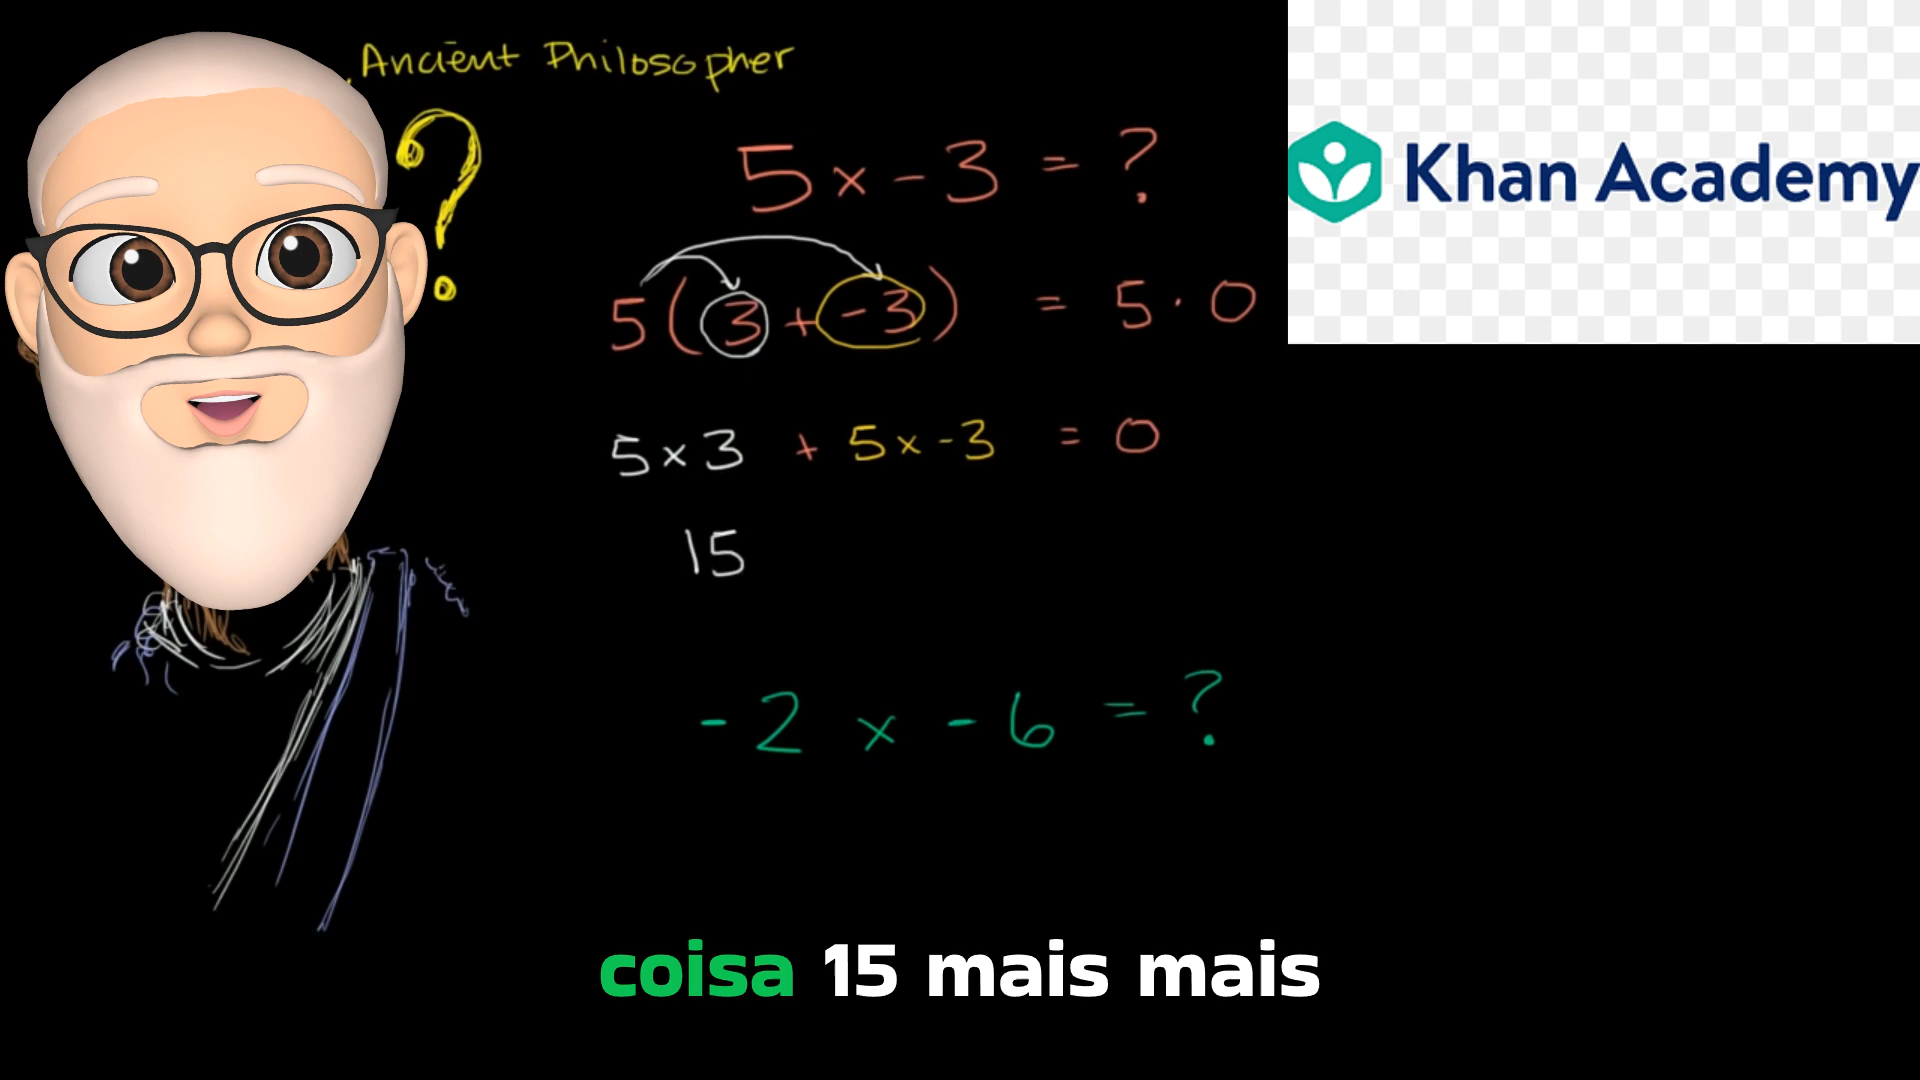 Ancient Philosopher
?
Khan Academy
5 x - 3 = ?
5 ( 3 + - 3 ) = 5 · 0
5 x 3 + 5 x - 3 = 0
15
- 2 x - 6 = ?
coisa 15 mais mais